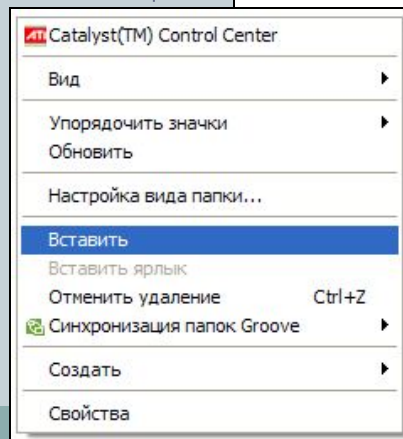 ATI Catalyst(TM) Control Center
Вид
Упорядочить значки
Обновить
Настройка вида папки...
Вставить
Вставить ярлык
Отменить удаление Ctrl+Z
Синхронизация папок Groove
Создать
Свойства